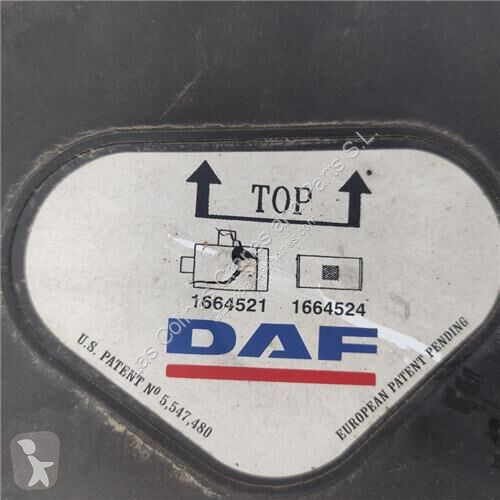 TOP
1664521 1664524
DAF
U.S. PATENT Nº 5,547,480
EUROPEAN PATENT PENDING